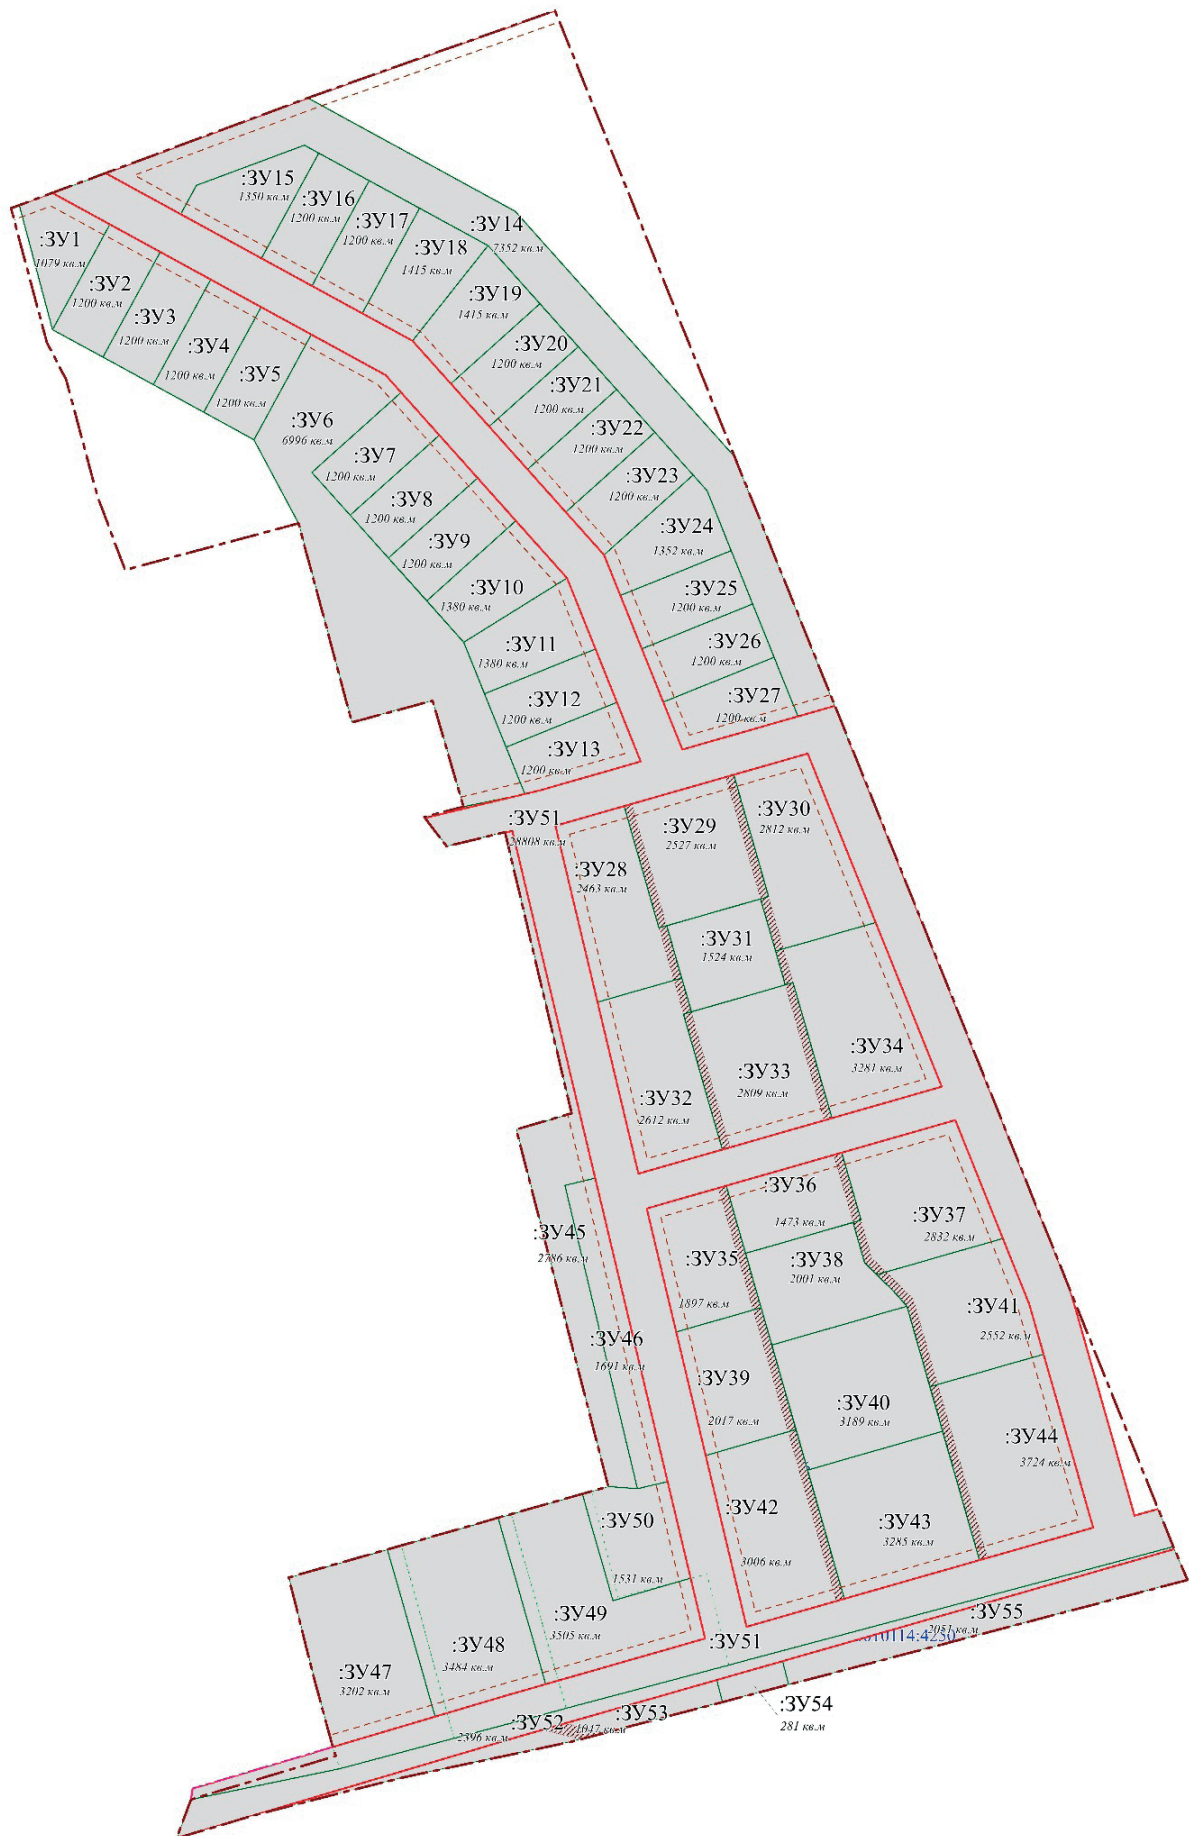 :ЗУ1
1079 кв.м
:ЗУ2
1200 кв.м
:ЗУ3
1200 кв.м
:ЗУ4
1200 кв.м
:ЗУ5
1200 кв.м
:ЗУ6
6996 кв.м
:ЗУ7
1200 кв.м
:ЗУ8
1200 кв.м
:ЗУ9
1200 кв.м
:ЗУ10
1380 кв.м
:ЗУ11
1380 кв.м
:ЗУ12
1200 кв.м
:ЗУ13
1200 кв.м
:ЗУ14
7352 кв.м
:ЗУ15
1350 кв.м
:ЗУ16
1200 кв.м
:ЗУ17
1200 кв.м
:ЗУ18
1415 кв.м
:ЗУ19
1415 кв.м
:ЗУ20
1200 кв.м
:ЗУ21
1200 кв.м
:ЗУ22
1200 кв.м
:ЗУ23
1200 кв.м
:ЗУ24
1352 кв.м
:ЗУ25
1200 кв.м
:ЗУ26
1200 кв.м
:ЗУ27
1200 кв.м
:ЗУ51
28808 кв.м
:ЗУ28
2463 кв.м
:ЗУ29
2527 кв.м
:ЗУ30
2812 кв.м
:ЗУ31
1524 кв.м
:ЗУ32
2612 кв.м
:ЗУ33
2809 кв.м
:ЗУ34
3281 кв.м
:ЗУ35
1897 кв.м
:ЗУ36
1473 кв.м
:ЗУ37
2832 кв.м
:ЗУ38
2001 кв.м
:ЗУ39
2017 кв.м
:ЗУ40
3189 кв.м
:ЗУ41
2552 кв.м
:ЗУ42
3006 кв.м
:ЗУ43
3285 кв.м
:ЗУ44
3724 кв.м
:ЗУ45
2786 кв.м
:ЗУ46
1691 кв.м
:ЗУ47
3202 кв.м
:ЗУ48
3484 кв.м
:ЗУ49
3505 кв.м
:ЗУ50
1531 кв.м
:ЗУ51
:ЗУ52
2396 кв.м
:ЗУ53
1047 кв.м
:ЗУ54
281 кв.м
:ЗУ55
2051 кв.м